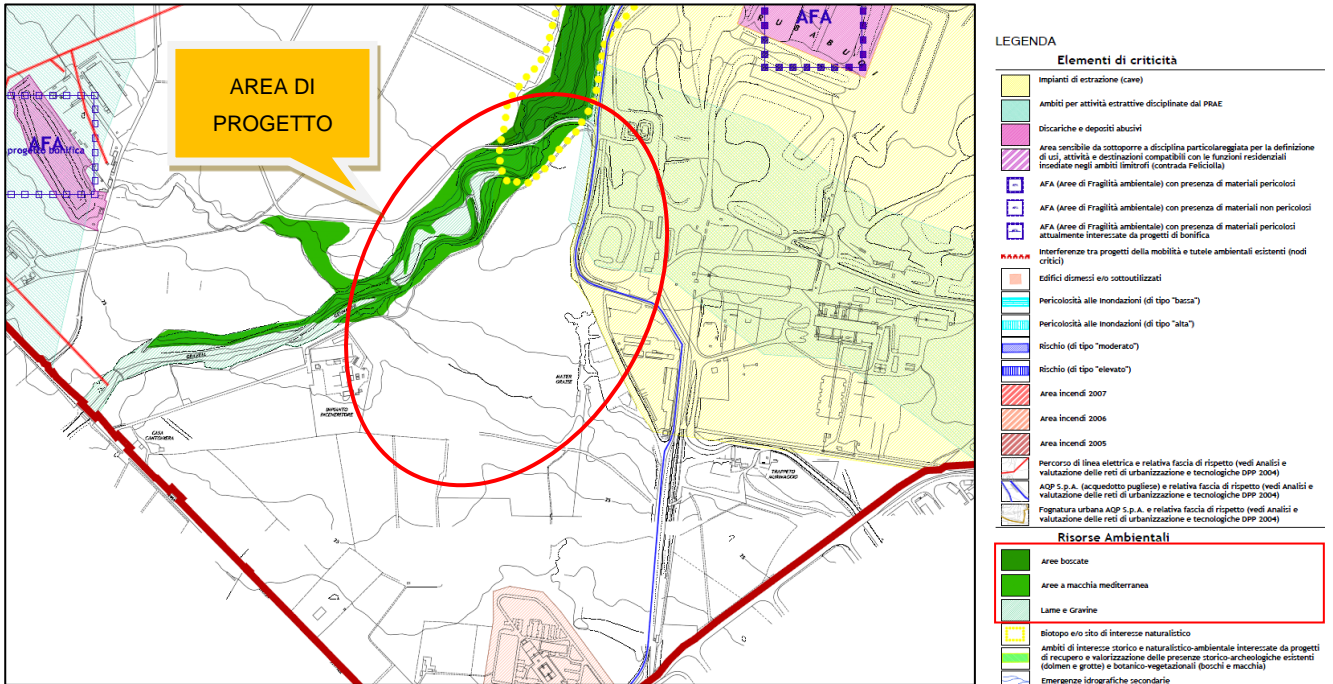 AREA DI
PROGETTO
AFA
AFA
progetto bonifica
IMPIANTO
INCENERITORE
CASA
CANTONIERA
MATER
GRAZIE
TRAPPETO
LEGENDA
Elementi di criticità
Impianti di estrazione (cave)
Ambiti per attività estrattive disciplinate dal PRAE
Discariche e depositi abusivi
Area sensibile da sottoporre a disciplina particolareggiata per la definizione
di usi, attività e destinazioni compatibili con le funzioni residenziali
insediate negli ambiti limitrofi (contrada Feliciolla)
AFA (Aree di Fragilità ambientale) con presenza di materiali pericolosi
AFA (Aree di Fragilità ambientale) con presenza di materiali non pericolosi
AFA (Aree di Fragilità ambientale) con presenza di materiali pericolosi
attualmente interessate da progetti di bonifica
Interferenze tra progetti della mobilità e tutele ambientali esistenti (nodi
critici)
Edifici dismessi e/o sottoutilizzati
Pericolosità alle Inondazioni (di tipo "bassa")
Pericolosità alle Inondazioni (di tipo "alta")
Rischio (di tipo "moderato")
Rischio (di tipo "elevato")
Area incendi 2007
Area incendi 2006
Area incendi 2005
Percorso di linea elettrica e relativa fascia di rispetto (vedi Analisi e
valutazione delle reti di urbanizzazione e tecnologiche DPP 2004)
AQP S.p.A. (acquedotto pugliese) e relativa fascia di rispetto (vedi Analisi e
valutazione delle reti di urbanizzazione e tecnologiche DPP 2004)
Fognatura urbana AQP S.p.A. e relativa fascia di rispetto (vedi Analisi e
valutazione delle reti di urbanizzazione e tecnologiche DPP 2004)
Risorse Ambientali
Aree boscate
Aree a macchia mediterranea
Lame e Gravine
Biotopo e/o sito di interesse naturalistico
Ambiti di interesse storico e naturalistico-ambientale interessate da progetti
di recupero e valorizzazione delle presenze storico-archeologiche esistenti
(dolmen e grotte) e botanico-vegetazionali (boschi e macchia)
Emergenze idrografiche secondarie